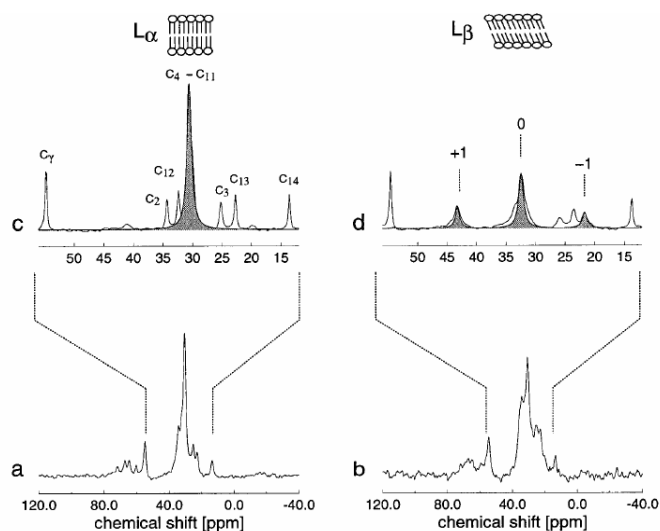 Lα
Lβ
C4 - C11
Cγ
C12
C2
C3
C13
C14
c
50 45 40 35 30 25 20 15
+1
0
-1
d
50 45 40 35 30 25 20 15
a
120.0 80.0 40.0 0.0 -40.0
chemical shift [ppm]
b
120.0 80.0 40.0 0.0 -40.0
chemical shift [ppm]